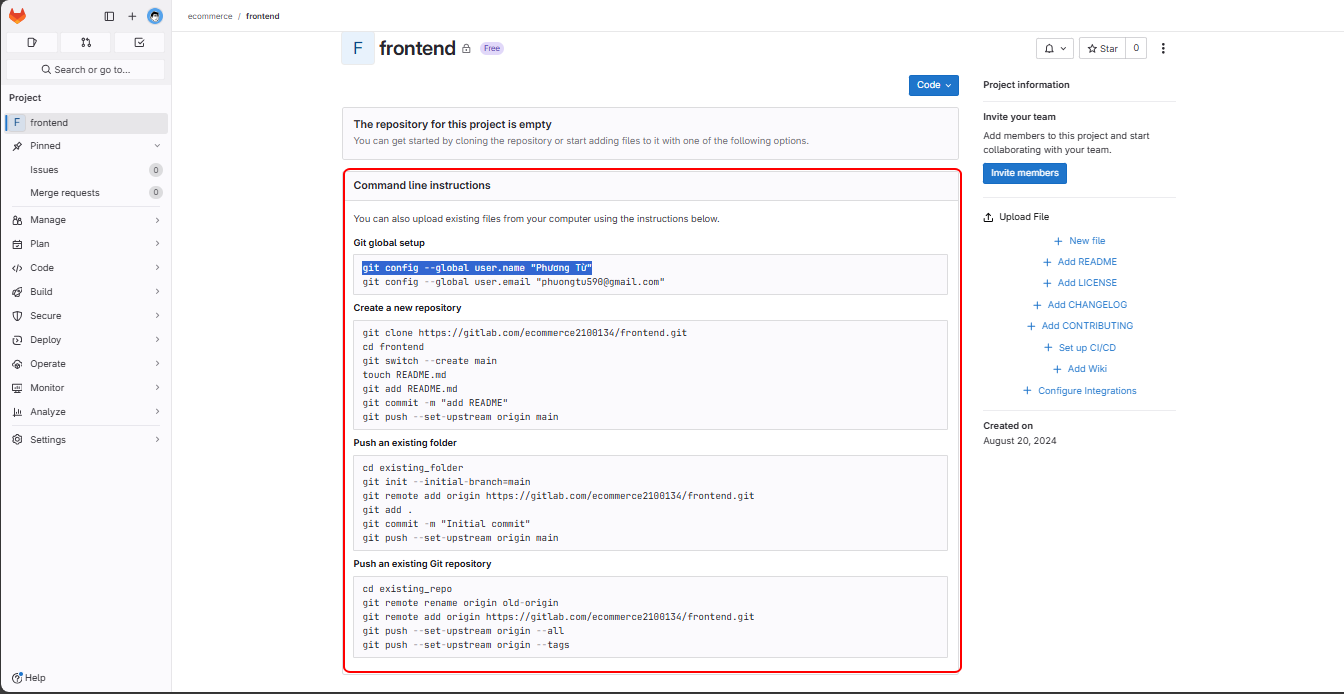 ecommerce / frontend
Search or go to...
Project
F frontend
Pinned
Issues 0
Merge requests 0
Manage
Plan
Code
Build
Secure
Deploy
Operate
Monitor
Analyze
Settings
Help
F frontend Free
Star 0
Code
The repository for this project is empty
You can get started by cloning the repository or start adding files to it with one of the following options.
Command line instructions
You can also upload existing files from your computer using the instructions below.
Git global setup
git config --global user.name "Phương Từ"
git config --global user.email "phuongtu590@gmail.com"
Create a new repository
git clone https://gitlab.com/ecommerce2100134/frontend.git
cd frontend
git switch --create main
touch README.md
git add README.md
git commit -m "add README"
git push --set-upstream origin main
Push an existing folder
cd existing_folder
git init --initial-branch=main
git remote add origin https://gitlab.com/ecommerce2100134/frontend.git
git add .
git commit -m "Initial commit"
git push --set-upstream origin main
Push an existing Git repository
cd existing_repo
git remote rename origin old-origin
git remote add origin https://gitlab.com/ecommerce2100134/frontend.git
git push --set-upstream origin --all
git push --set-upstream origin --tags
Project information
Invite your team
Add members to this project and start
collaborating with your team.
Invite members
Upload File
+ New file
+ Add README
+ Add LICENSE
+ Add CHANGELOG
+ Add CONTRIBUTING
+ Set up CI/CD
+ Add Wiki
+ Configure Integrations
Created on
August 20, 2024